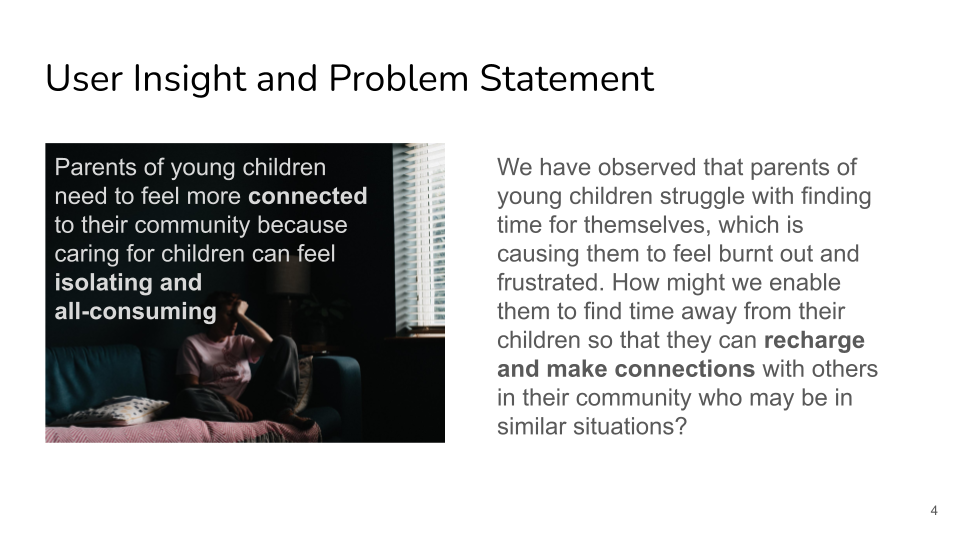 User Insight and Problem Statement
Parents of young children
need to feel more connected
to their community because
caring for children can feel
isolating and
all-consuming
We have observed that parents of
young children struggle with finding
time for themselves, which is
causing them to feel burnt out and
frustrated. How might we enable
them to find time away from their
children so that they can recharge
and make connections with others
in their community who may be in
similar situations?
4